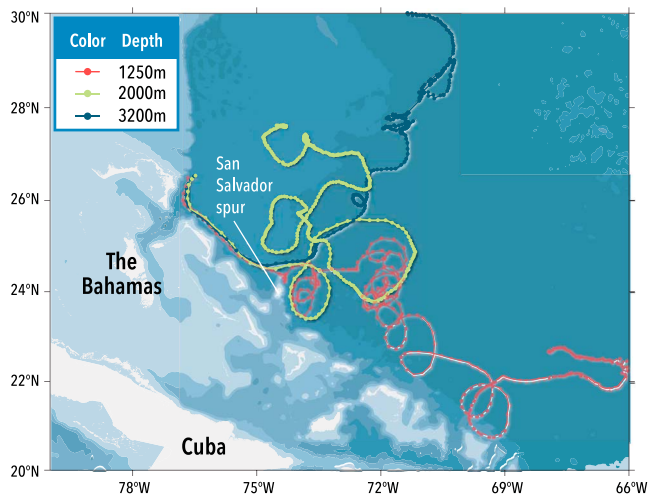 30°N
28°N
26°N
24°N
22°N
20°N
Color Depth
1250m
2000m
3200m
San
Salvador
spur
The
Bahamas
Cuba
78°W
75°W
72°W
69°W
66°W